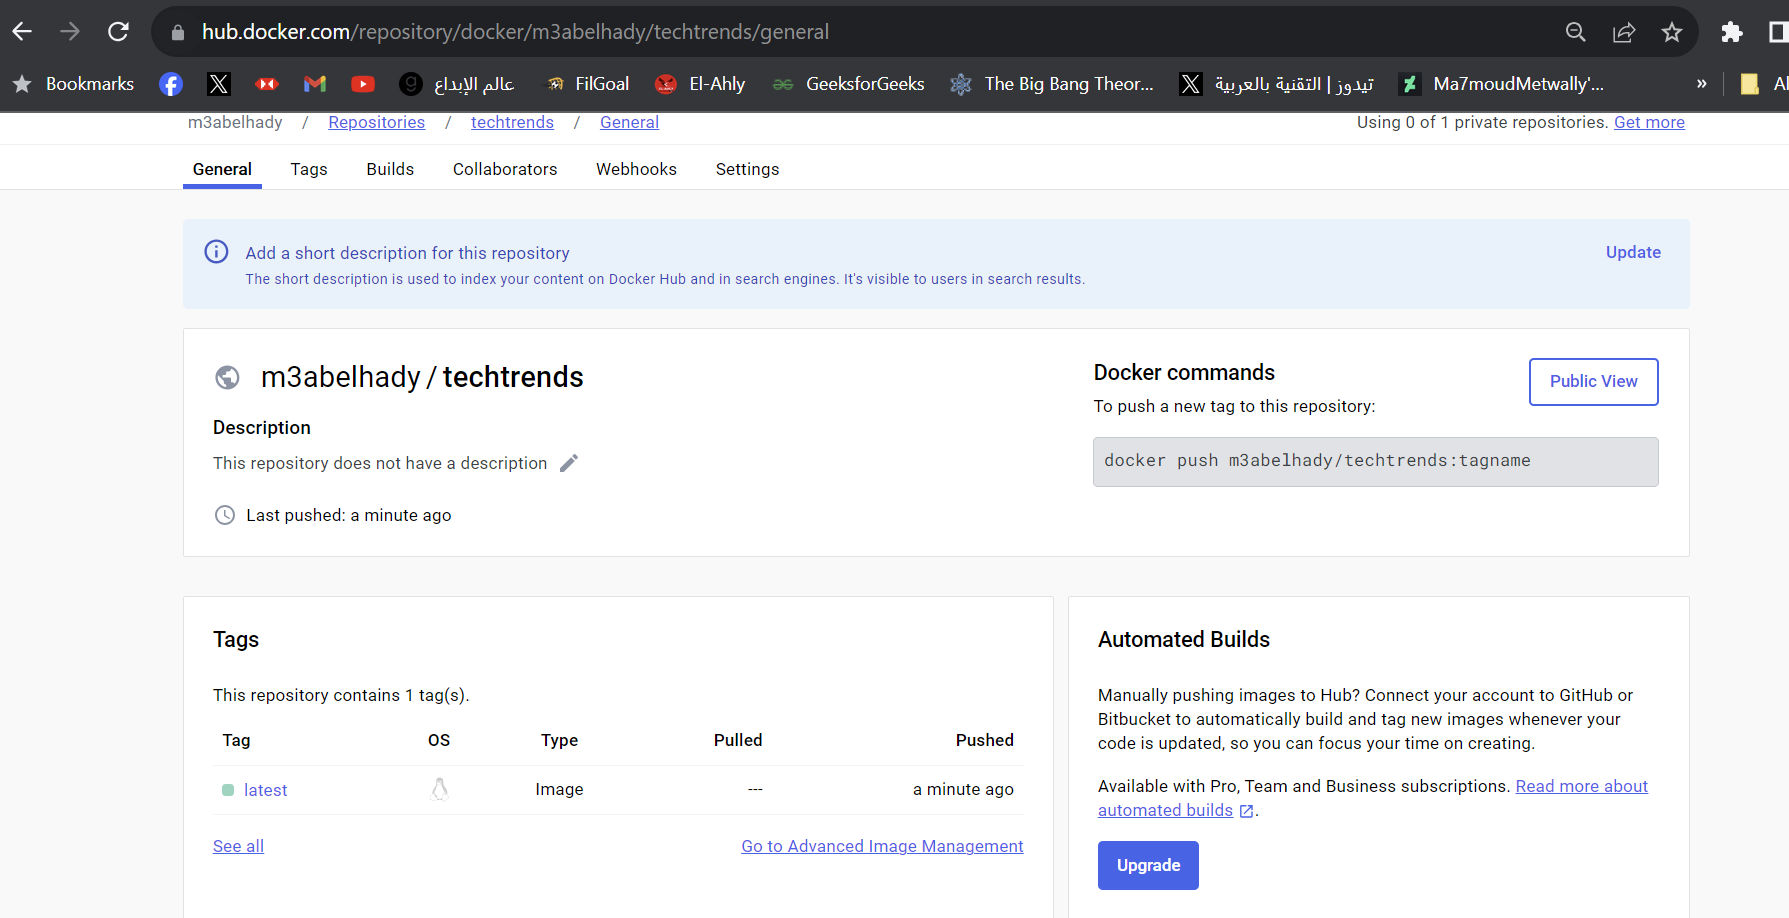 hub.docker.com/repository/docker/m3abelhady/techtrends/general
Bookmarks عالم الإبداع FilGoal El-Ahly GeeksforGeeks The Big Bang Theor... تيدوز | التقنية بالعربية Ma7moudMetwally'... » Al
m3abelhady / Repositories / techtrends / General
Using 0 of 1 private repositories. Get more
General Tags Builds Collaborators Webhooks Settings
Add a short description for this repository
Update
The short description is used to index your content on Docker Hub and in search engines. It's visible to users in search results.
m3abelhady / techtrends
Description
This repository does not have a description
Last pushed: a minute ago
Docker commands
Public View
To push a new tag to this repository:
docker push m3abelhady/techtrends:tagname
Tags
This repository contains 1 tag(s).
Tag OS Type Pulled Pushed
latest Image --- a minute ago
See all
Go to Advanced Image Management
Automated Builds
Manually pushing images to Hub? Connect your account to GitHub or
Bitbucket to automatically build and tag new images whenever your
code is updated, so you can focus your time on creating.
Available with Pro, Team and Business subscriptions. Read more about
automated builds .
Upgrade